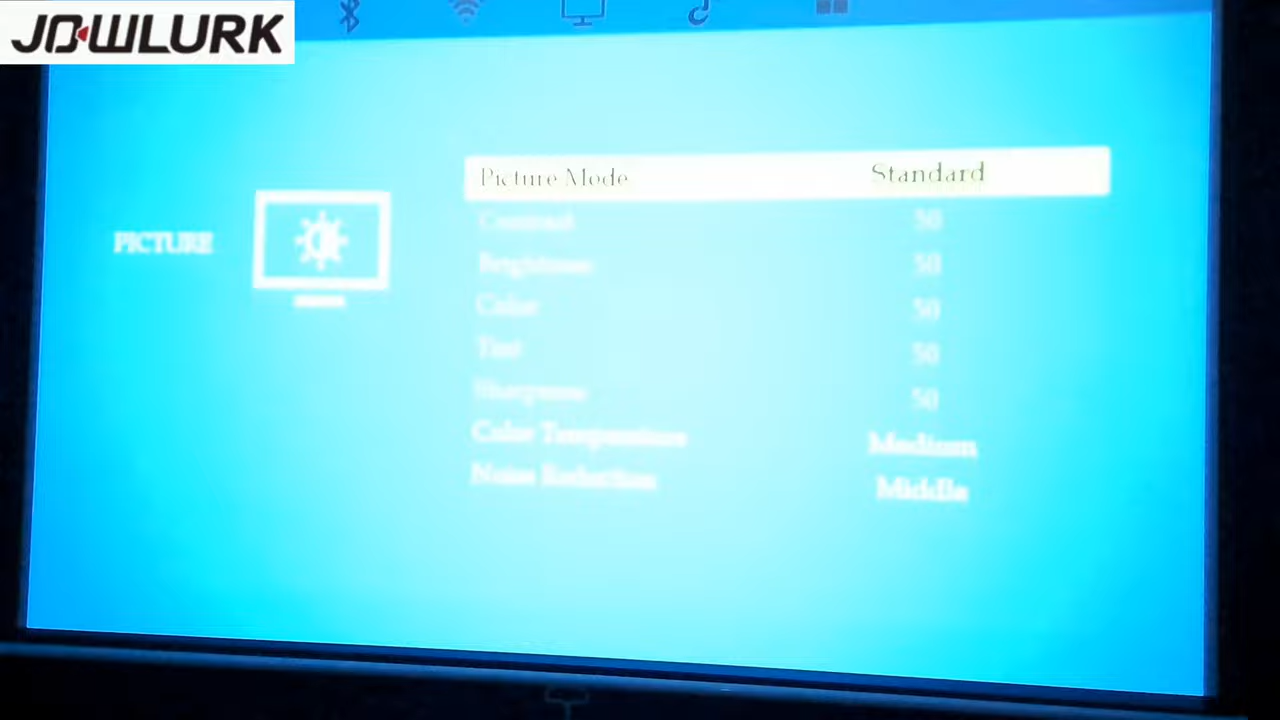 JOWLURK
Picture Mode Standard
Contrast 50
PICTURE
Brightness 50
Color 50
Tint 50
Sharpness 50
Color Temperature Medium
Noise Reduction Middle